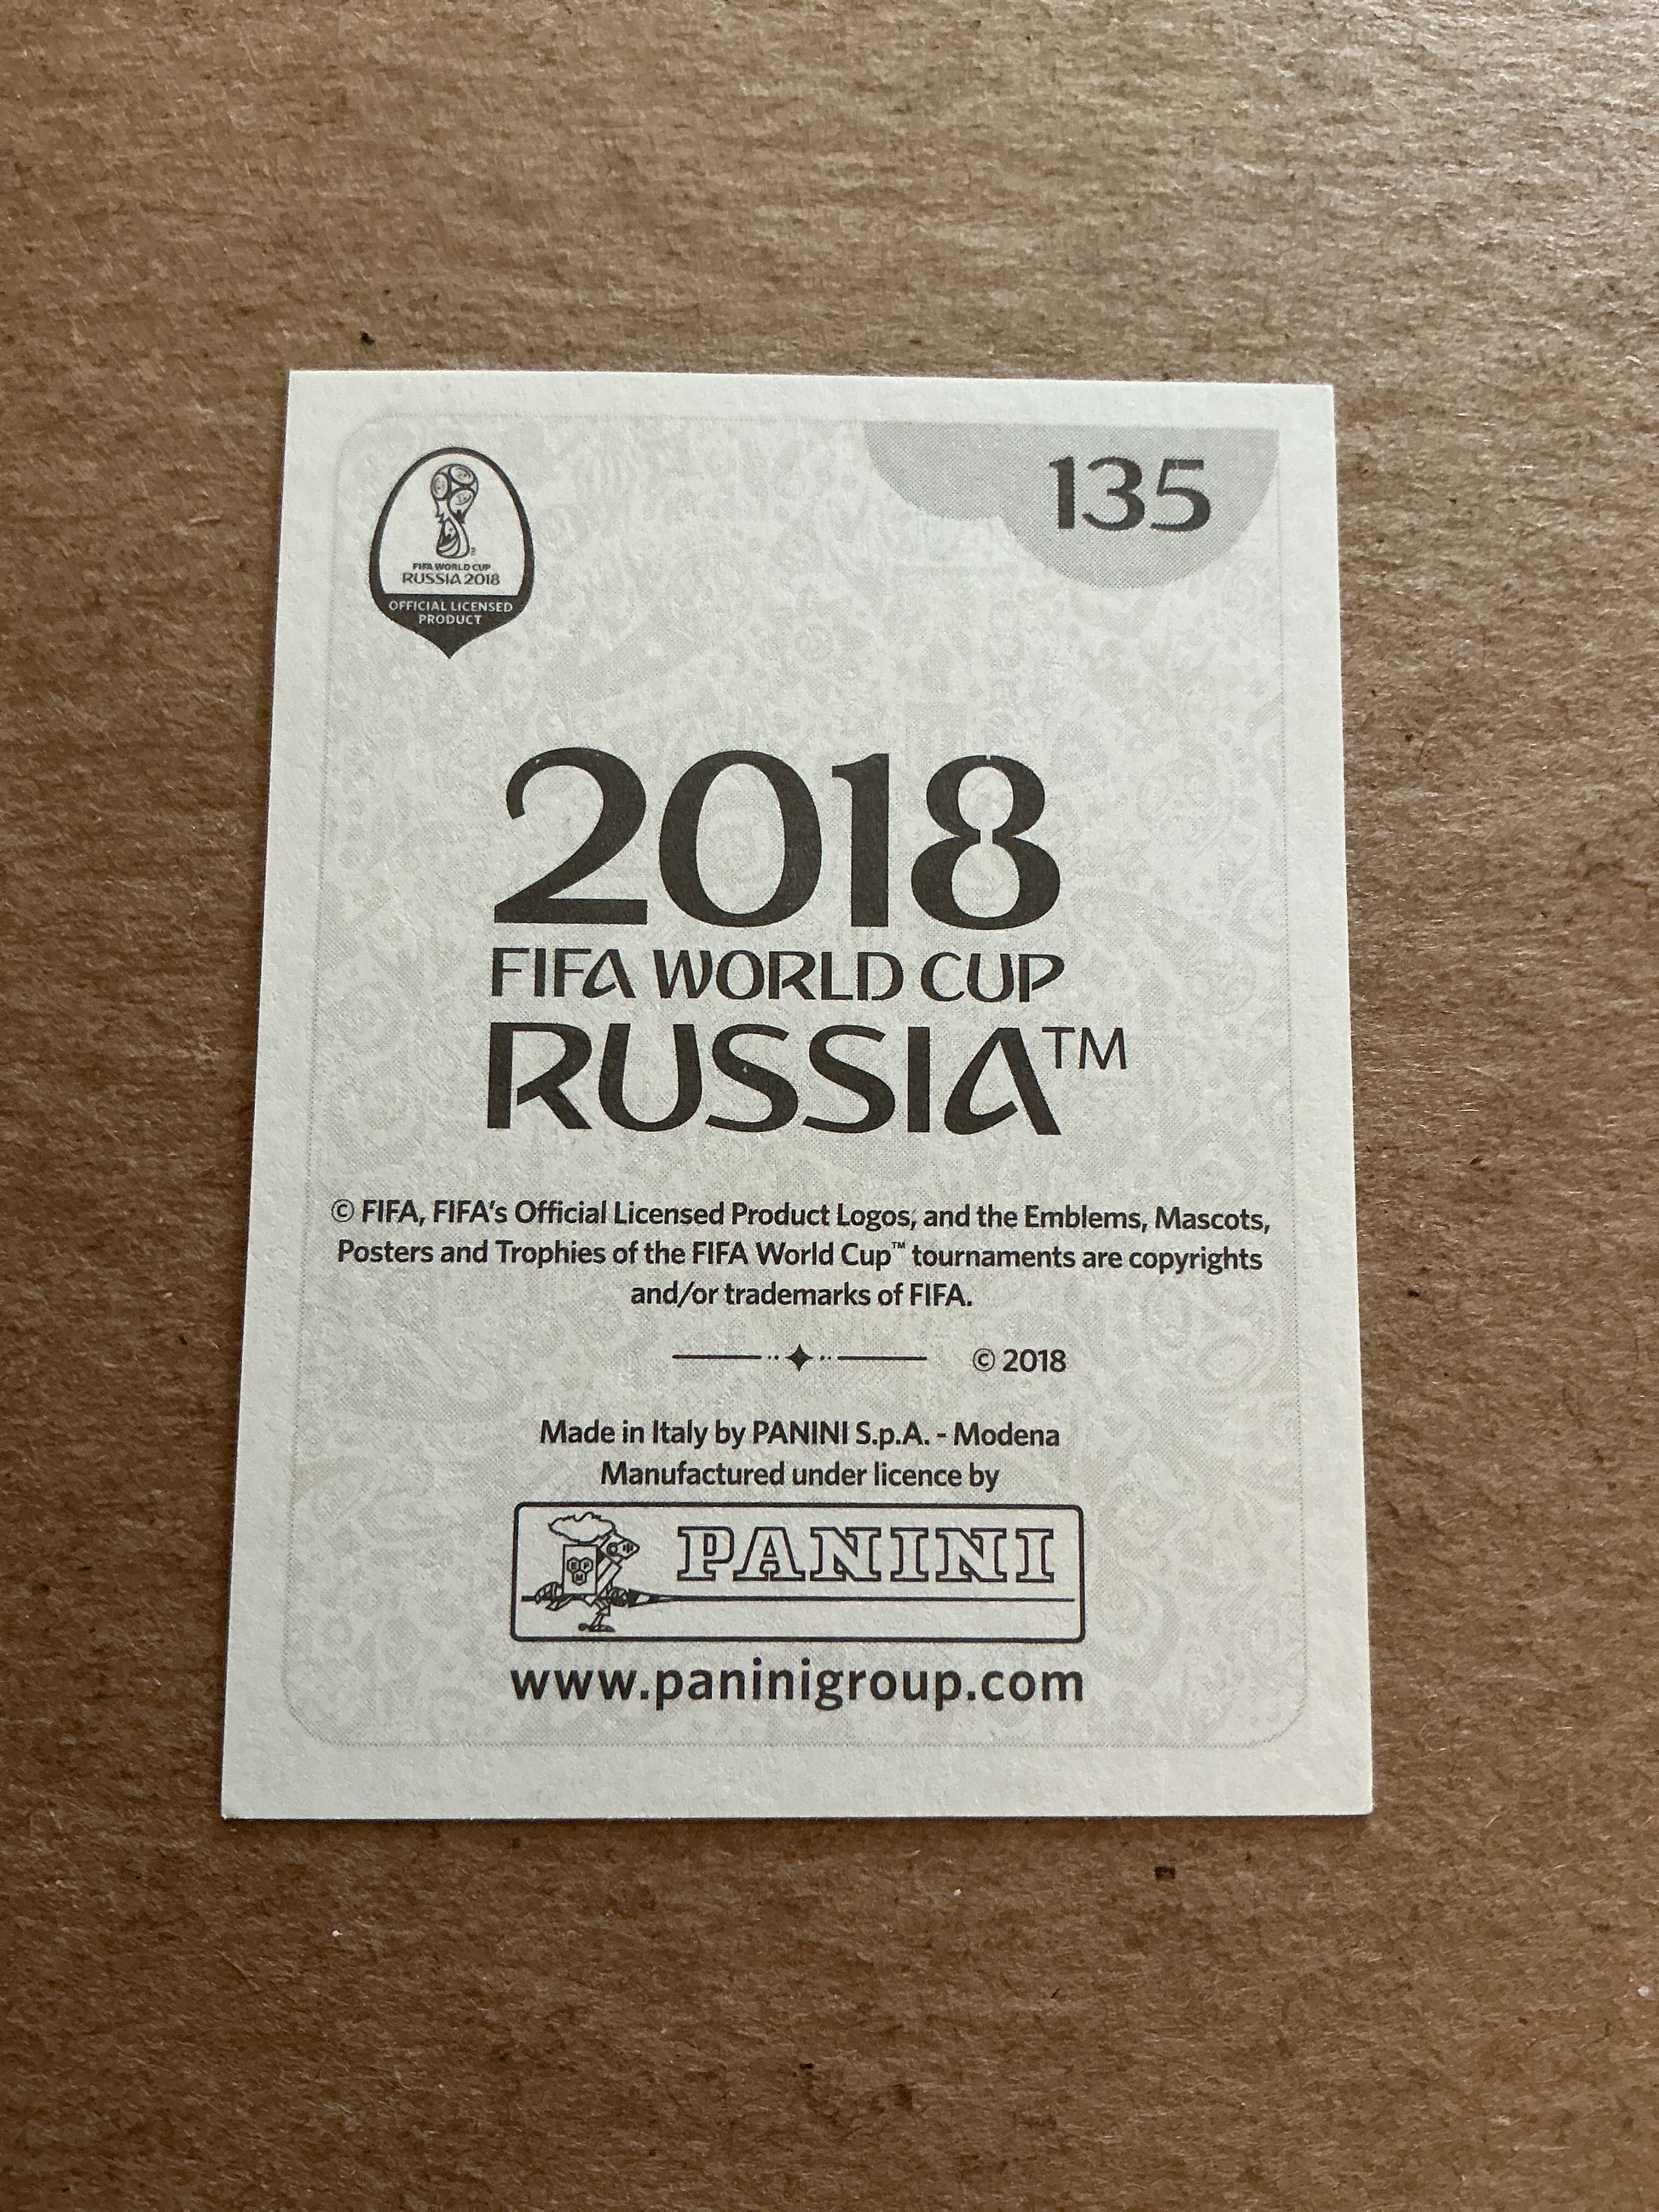 135
FIFA WORLD CUP
RUSSIA 2018
OFFICIAL LICENSED
PRODUCT
2018
FIFA WORLD CUP
RUSSIA™
© FIFA, FIFA's Official Licensed Product Logos, and the Emblems, Mascots,
Posters and Trophies of the FIFA World Cup™ tournaments are copyrights
and/or trademarks of FIFA.
© 2018
Made in Italy by PANINI S.p.A. - Modena
Manufactured under licence by
PANINI
www.paninigroup.com